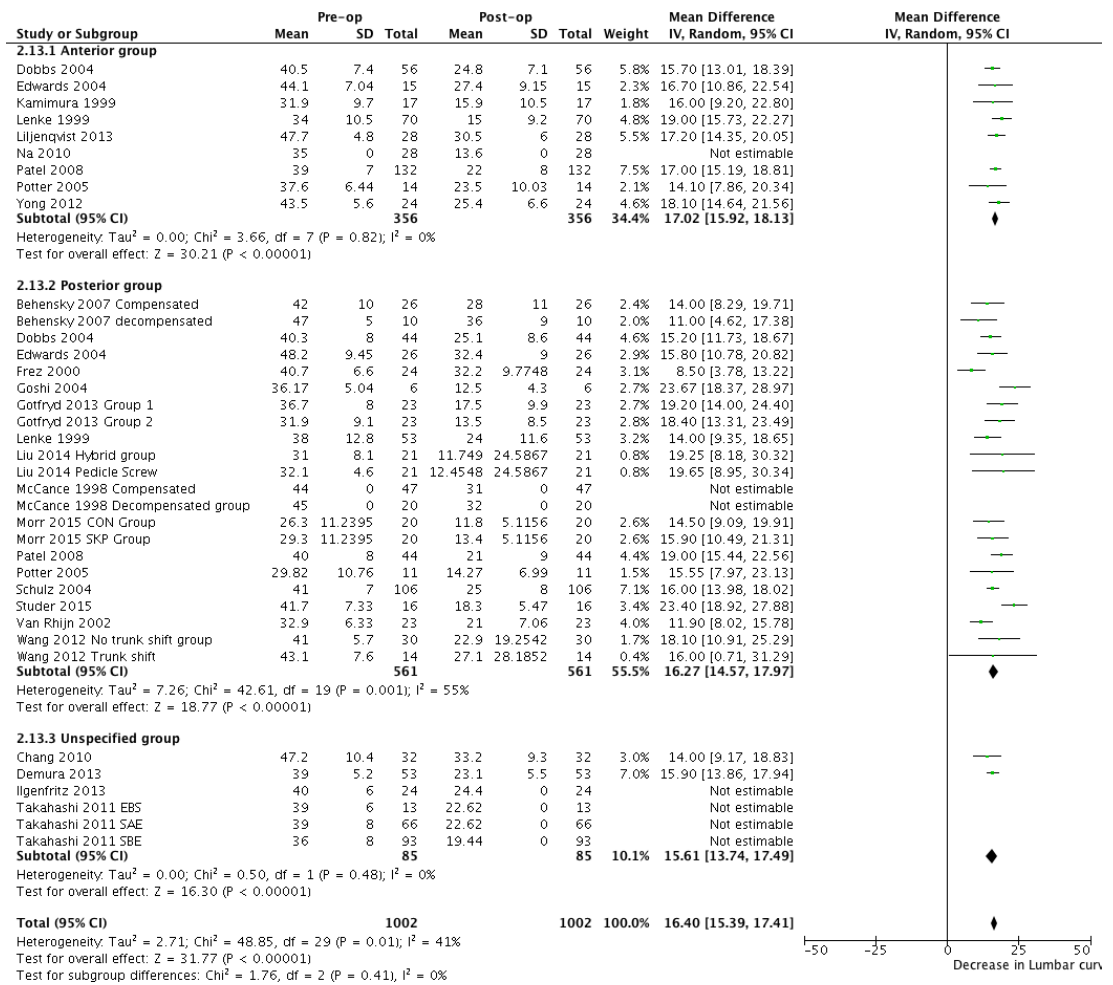 Pre-op Post-op Mean Difference Mean Difference
Study or Subgroup Mean SD Total Mean SD Total Weight IV, Random, 95% CI IV, Random, 95% CI
2.13.1 Anterior group
Dobbs 2004 40.5 7.4 56 24.8 7.1 56 5.8% 15.70 [13.01, 18.39]
Edwards 2004 44.1 7.04 15 27.4 9.15 15 2.3% 16.70 [10.86, 22.54]
Kamimura 1999 31.9 9.7 17 15.9 10.5 17 1.8% 16.00 [9.20, 22.80]
Lenke 1999 34 10.5 70 15 9.2 70 4.9% 19.00 [15.73, 22.27]
Liljenqvist 2013 47.7 4.8 28 30.5 6 28 5.5% 17.20 [14.35, 20.05]
Na 2010 35 0 28 13.6 0 28 Not estimable
Patel 2008 39 7 132 22 8 132 7.5% 17.00 [15.19, 18.81]
Potter 2005 37.6 6.44 14 23.5 10.03 14 2.1% 14.10 [7.86, 20.34]
Yong 2012 43.5 5.6 24 25.4 6.6 24 4.6% 18.10 [14.64, 21.56]
Subtotal (95% CI) 356 356 34.4% 17.02 [15.92, 18.13]
Heterogeneity: Tau² = 0.00; Chi² = 3.66, df = 7 (P = 0.82); I² = 0%
Test for overall effect: Z = 30.21 (P < 0.00001)
2.13.2 Posterior group
Behensky 2007 Compensated 42 10 26 28 11 26 2.4% 14.00 [8.29, 19.71]
Behensky 2007 decompensated 47 5 10 36 9 10 2.0% 11.00 [4.62, 17.38]
Dobbs 2004 40.3 8 44 25.1 8.6 44 4.6% 15.20 [11.73, 18.67]
Edwards 2004 48.2 9.45 26 32.4 9 26 2.9% 15.80 [10.78, 20.82]
Frez 2000 40.7 6.6 24 32.2 9.7748 24 3.1% 8.50 [3.78, 13.22]
Goshi 2004 36.17 5.04 6 12.5 4.3 6 2.7% 23.67 [18.37, 28.97]
Gotfryd 2013 Group 1 36.7 8 23 17.5 9.9 23 2.7% 19.20 [14.00, 24.40]
Gotfryd 2013 Group 2 31.9 9.1 23 13.5 8.5 23 2.8% 18.40 [13.31, 23.49]
Lenke 1999 38 12.8 53 24 11.6 53 3.2% 14.00 [9.35, 18.65]
Liu 2014 Hybrid group 31 8.1 21 11.749 24.5867 21 0.8% 19.25 [8.18, 30.32]
Liu 2014 Pedicle Screw 32.1 4.6 21 12.4548 24.5867 21 0.8% 19.65 [8.95, 30.34]
McCance 1998 Compensated 44 0 47 31 0 47 Not estimable
McCance 1998 Decompensated group 45 0 20 32 0 20 Not estimable
Morr 2015 CON Group 26.3 11.2395 20 11.8 5.1156 20 2.6% 14.50 [9.09, 19.91]
Morr 2015 SKP Group 29.3 11.2395 20 13.4 5.1156 20 2.6% 15.90 [10.49, 21.31]
Patel 2008 40 8 44 21 9 44 4.4% 19.00 [15.44, 22.56]
Potter 2005 29.82 10.76 11 14.27 6.99 11 1.5% 15.55 [7.97, 23.13]
Schulz 2004 41 7 106 25 8 106 7.1% 16.00 [13.98, 18.02]
Studer 2015 41.7 7.33 16 18.3 5.47 16 3.4% 23.40 [18.92, 27.88]
Van Rhijn 2002 32.9 6.33 23 21 7.06 23 4.0% 11.90 [8.02, 15.78]
Wang 2012 No trunk shift group 41 5.7 30 22.9 19.2542 30 1.7% 18.10 [10.91, 25.29]
Wang 2012 Trunk shift 43.1 7.6 14 27.1 28.1852 14 0.4% 16.00 [0.71, 31.29]
Subtotal (95% CI) 561 561 55.5% 16.27 [14.57, 17.97]
Heterogeneity: Tau² = 7.26; Chi² = 42.61, df = 19 (P = 0.001); I² = 55%
Test for overall effect: Z = 18.77 (P < 0.00001)
2.13.3 Unspecified group
Chang 2010 47.2 10.4 32 33.2 9.3 32 3.0% 14.00 [9.17, 18.83]
Demura 2013 39 5.2 53 23.1 5.5 53 7.0% 15.90 [13.86, 17.94]
Ilgenfritz 2013 40 6 24 24.4 0 24 Not estimable
Takahashi 2011 EBS 39 6 13 22.62 0 13 Not estimable
Takahashi 2011 SAE 39 8 66 22.62 0 66 Not estimable
Takahashi 2011 SBE 36 8 93 19.44 0 93 Not estimable
Subtotal (95% CI) 85 85 10.1% 15.61 [13.74, 17.49]
Heterogeneity: Tau² = 0.00; Chi² = 0.50, df = 1 (P = 0.48); I² = 0%
Test for overall effect: Z = 16.30 (P < 0.00001)
Total (95% CI) 1002 1002 100.0% 16.40 [15.39, 17.41]
Heterogeneity: Tau² = 2.71; Chi² = 48.85, df = 29 (P = 0.01); I² = 41%
Test for overall effect: Z = 31.77 (P < 0.00001)
Test for subgroup differences: Chi² = 1.76, df = 2 (P = 0.41), I² = 0%
-50 0 25 50
Decrease in Lumbar curv